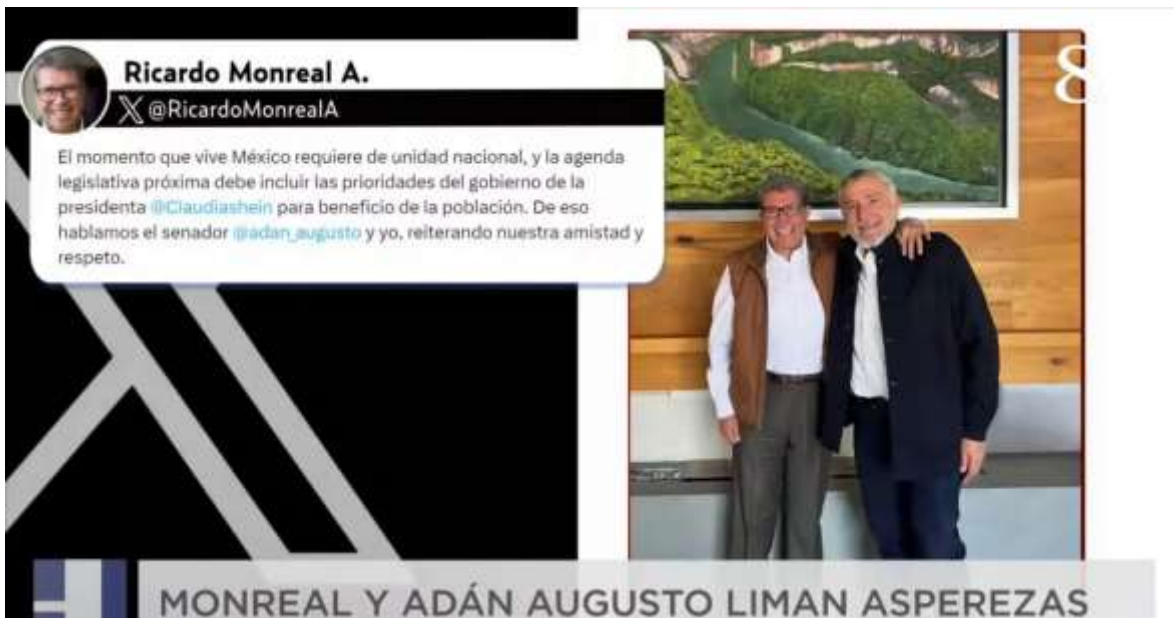 Ricardo Monreal A.
X @RicardoMonrealA
El momento que vive México requiere de unidad nacional, y la agenda
legislativa próxima debe incluir las prioridades del gobierno de la
presidenta @Claudiashein para beneficio de la población. De eso
hablamos el senador @adan_augusto y yo, reiterando nuestra amistad y
respeto.
8
MONREAL Y ADÁN AUGUSTO LIMAN ASPEREZAS